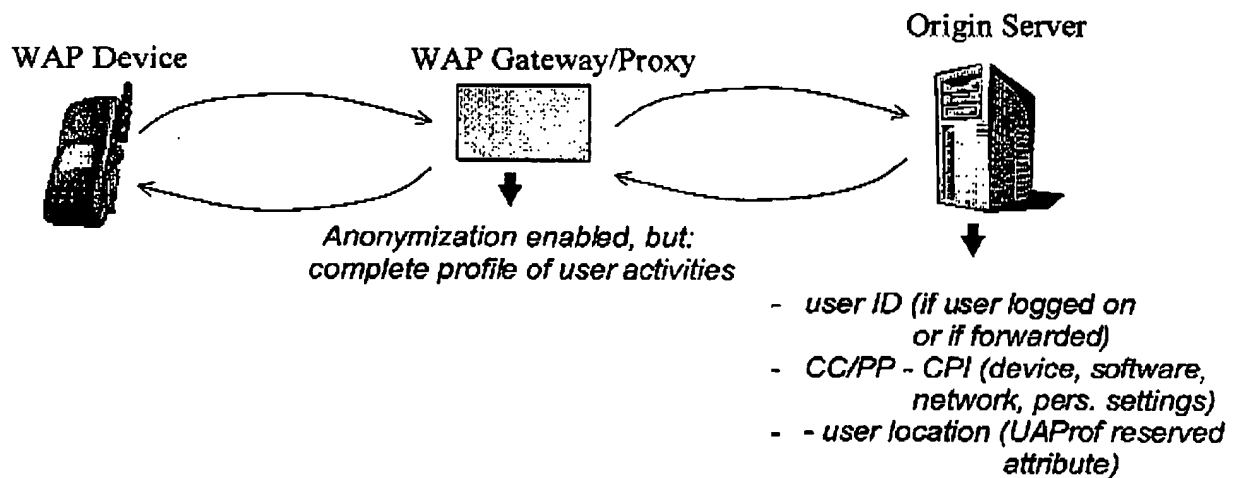 Origin Server
WAP Device
WAP Gateway/Proxy
Anonymization enabled, but:
complete profile of user activities
- user ID (if user logged on
or if forwarded)
- CC/PP - CPI (device, software,
network, pers. settings)
- - user location (UAProf reserved
attribute)